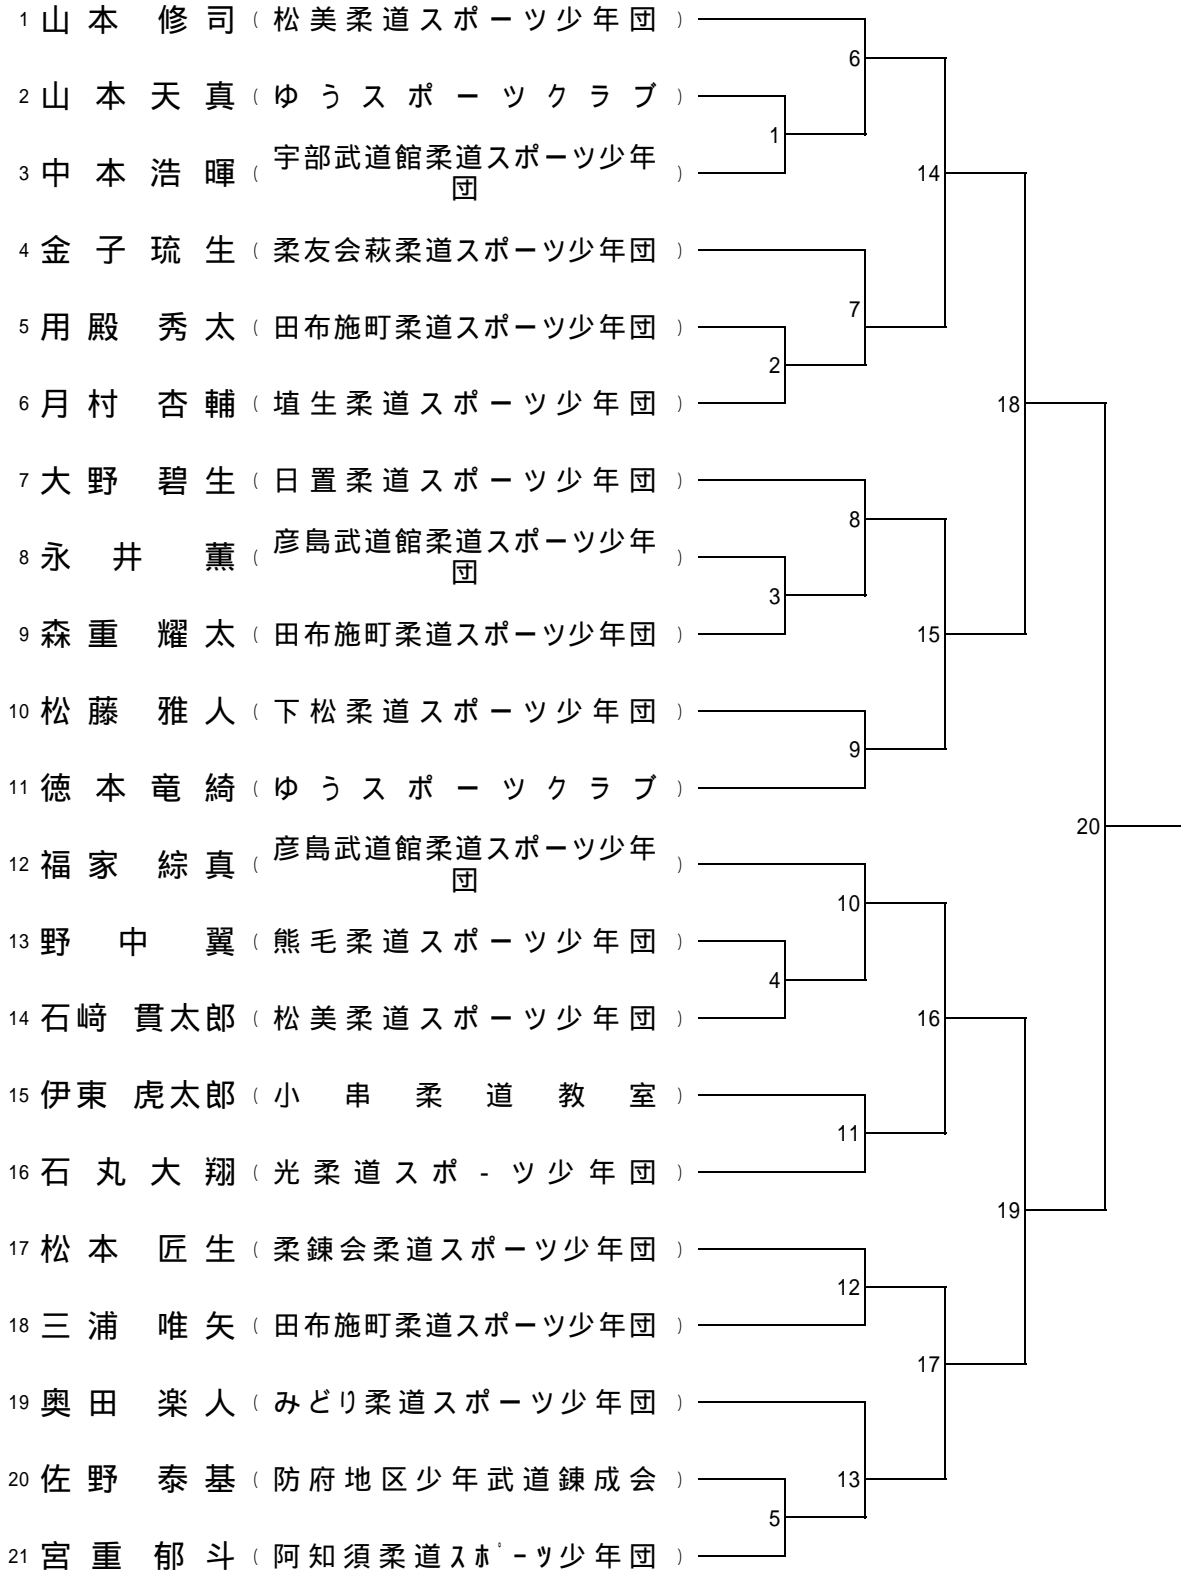 1 山本 修司 (松美柔道スポーツ少年団)
6
2 山本天真 (ゆうスポーツクラブ)
1
3 中本浩暉 (宇部武道館柔道スポーツ少年
団)
14
4 金子琉生 (柔友会萩柔道スポーツ少年団)
7
5 用殿 秀太 (田布施町柔道スポーツ少年団)
2
6 月村 杏輔 (埴生柔道スポーツ少年団)
18
7 大野 碧生 (日置柔道スポーツ少年団)
8
8 永井 薫 (彦島武道館柔道スポーツ少年
団)
3
9 森重 耀太 (田布施町柔道スポーツ少年団)
15
10 松藤 雅人 (下松柔道スポーツ少年団)
9
11 徳本竜綺 (ゆうスポーツクラブ)
20
12 福家 綜真 (彦島武道館柔道スポーツ少年
団)
10
13 野中 翼 (熊毛柔道スポーツ少年団)
4
14 石﨑 貫太郎 (松美柔道スポーツ少年団)
16
15 伊東 虎太郎 (小串柔道教室)
11
16 石丸大翔 (光柔道スポ-ツ少年団)
19
17 松本 匠生 (柔錬会柔道スポーツ少年団)
12
18 三浦 唯矢 (田布施町柔道スポーツ少年団)
17
19 奥田 楽人 (みどり柔道スポーツ少年団)
20 佐野 泰基 (防府地区少年武道錬成会)
13
5
21 宮重郁斗 (阿知須柔道ｽﾎﾟｰﾂ少年団)